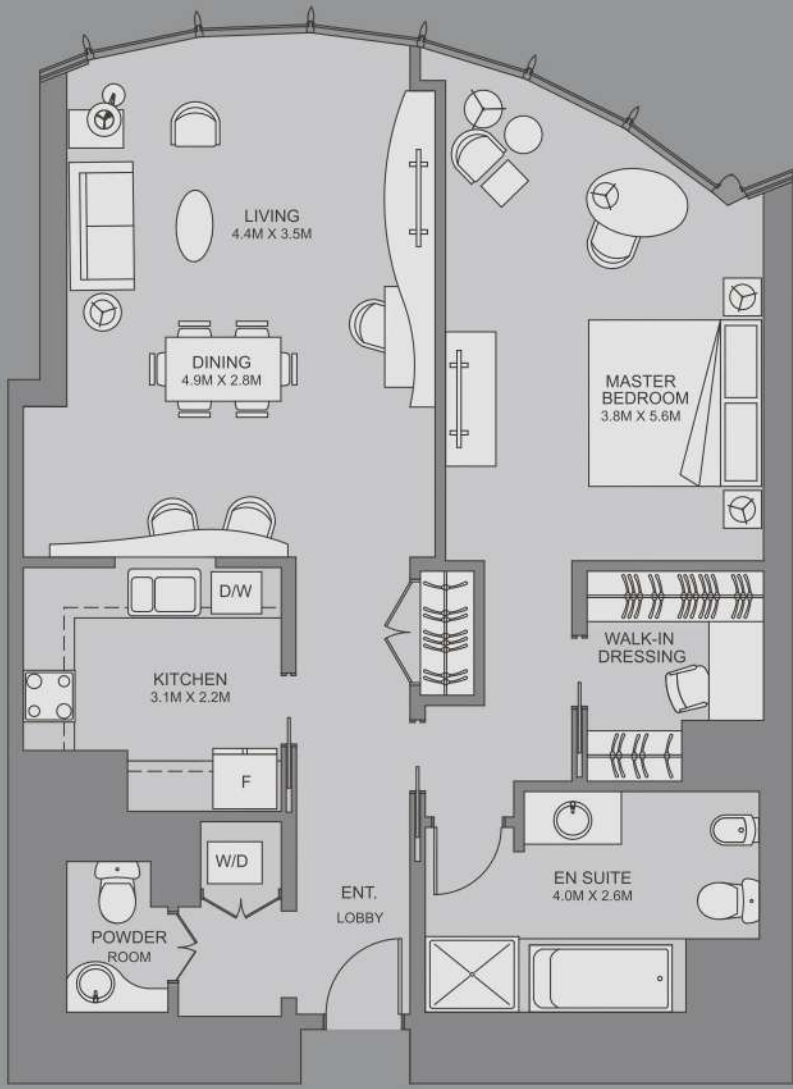 LIVING
4.4M X 3.5M
DINING
4.9M X 2.8M
MASTER
BEDROOM
3.8M X 5.6M
D/W
KITCHEN
3.1M X 2.2M
WALK-IN
DRESSING
F
W/D
ENT.
LOBBY
EN SUITE
4.0M X 2.6M
POWDER
ROOM